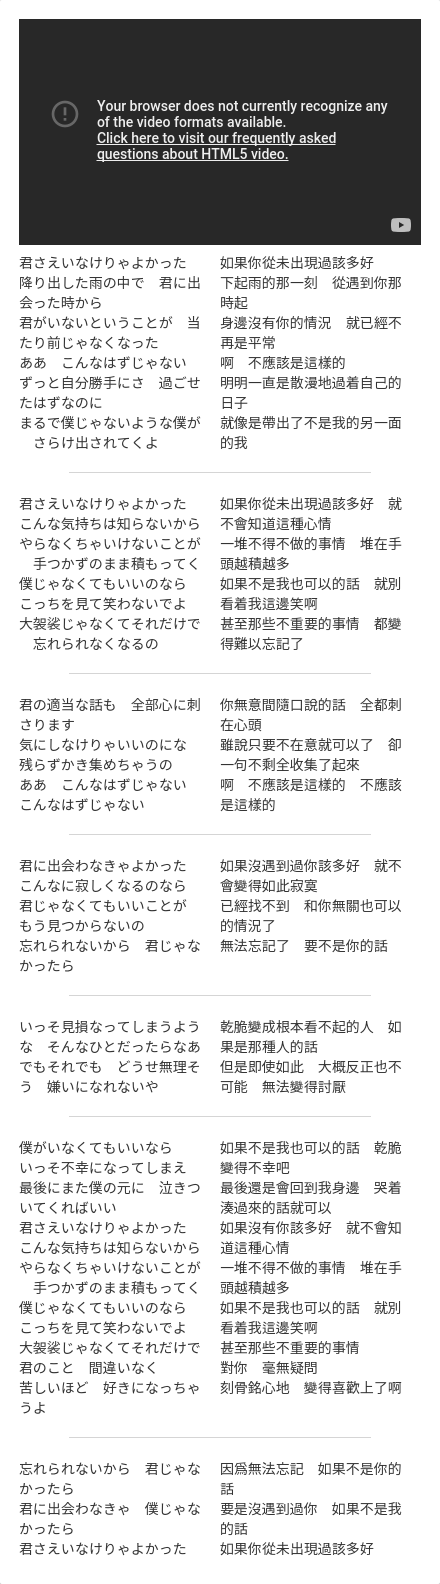 Your browser does not currently recognize any
of the video formats available.
Click here to visit our frequently asked
questions about HTML5 video.
君さえいなけりゃよかった
降り出した雨の中で　君に出
会った時から
君がいないということが　当
たり前じゃなくなった
ああ　こんなはずじゃない
ずっと自分勝手にさ　過ごせ
たはずなのに
まるで僕じゃないような僕が
　さらけ出されてくよ
如果你從未出現過該多好
下起雨的那一刻　從遇到你那
時起
身邊沒有你的情況　就已經不
再是平常
啊　不應該是這樣的
明明一直是散漫地過着自己的
日子
就像是帶出了不是我的另一面
的我
君さえいなけりゃよかった
こんな気持ちは知らないから
やらなくちゃいけないことが
　手つかずのまま積もってく
僕じゃなくてもいいのなら
こっちを見て笑わないでよ
大袈裟じゃなくてそれだけで
　忘れられなくなるの
如果你從未出現過該多好　就
不會知道這種心情
一堆不得不做的事情　堆在手
頭越積越多
如果不是我也可以的話　就別
看着我這邊笑啊
甚至那些不重要的事情　都變
得難以忘記了
君の適当な話も　全部心に刺
さります
気にしなけりゃいいのにな
残らずかき集めちゃうの
ああ　こんなはずじゃない
こんなはずじゃない
你無意間隨口說的話　全都刺
在心頭
雖說只要不在意就可以了　卻
一句不剩全收集了起來
啊　不應該是這樣的　不應該
是這樣的
君に出会わなきゃよかった
こんなに寂しくなるのなら
君じゃなくてもいいことが
もう見つからないの
忘れられないから　君じゃな
かったら
如果沒遇到過你該多好　就不
會變得如此寂寞
已經找不到　和你無關也可以
的情況了
無法忘記了　要不是你的話
いっそ見損なってしまうよう
な　そんなひとだったらなあ
でもそれでも　どうせ無理そ
う　嫌いになれないや
乾脆變成根本看不起的人　如
果是那種人的話
但是即使如此　大概反正也不
可能　無法變得討厭
僕がいなくてもいいなら
いっそ不幸になってしまえ
最後にまた僕の元に　泣きつ
いてくればいい
君さえいなけりゃよかった
こんな気持ちは知らないから
やらなくちゃいけないことが
　手つかずのまま積もってく
僕じゃなくてもいいのなら
こっちを見て笑わないでよ
大袈裟じゃなくてそれだけで
君のこと　間違いなく
苦しいほど　好きになっちゃ
うよ
如果不是我也可以的話　乾脆
變得不幸吧
最後還是會回到我身邊　哭着
湊過來的話就可以
如果沒有你該多好　就不會知
道這種心情
一堆不得不做的事情　堆在手
頭越積越多
如果不是我也可以的話　就別
看着我這邊笑啊
甚至那些不重要的事情
對你　毫無疑問
刻骨銘心地　變得喜歡上了啊
忘れられないから　君じゃな
かったら
君に出会わなきゃ　僕じゃな
かったら
君さえいなけりゃよかった
因爲無法忘記　如果不是你的
話
要是沒遇到過你　如果不是我
的話
如果你從未出現過該多好